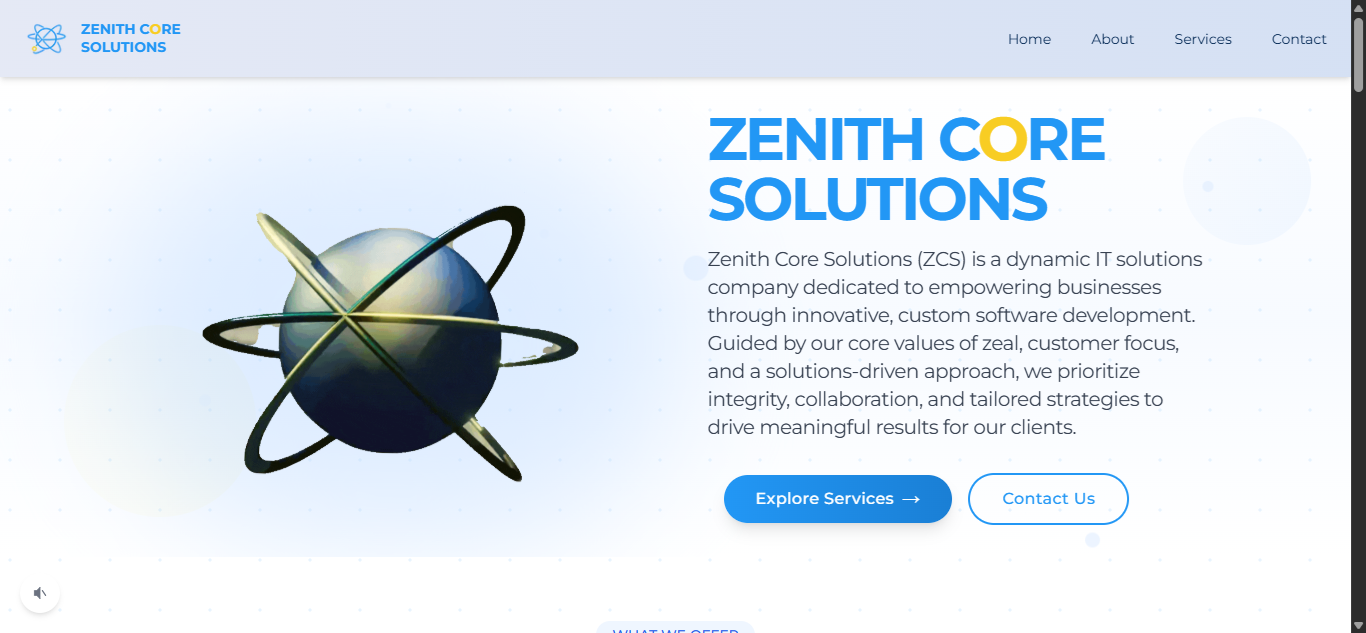 ZENITH CORE
SOLUTIONS
Home
About
Services
Contact
ZENITH CORE
SOLUTIONS
Zenith Core Solutions (ZCS) is a dynamic IT solutions
company dedicated to empowering businesses
through innovative, custom software development.
Guided by our core values of zeal, customer focus,
and a solutions-driven approach, we prioritize
integrity, collaboration, and tailored strategies to
drive meaningful results for our clients.
Explore Services →
Contact Us
WHAT WE OFFER